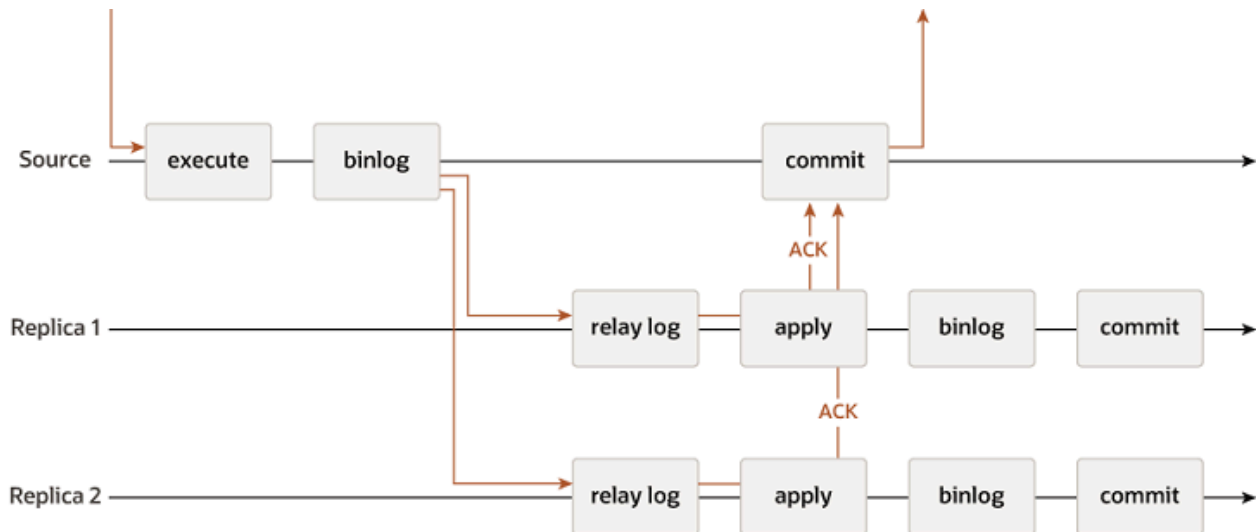 Source execute binlog commit
ACK
Replica 1 relay log apply binlog commit
ACK
Replica 2 relay log apply binlog commit